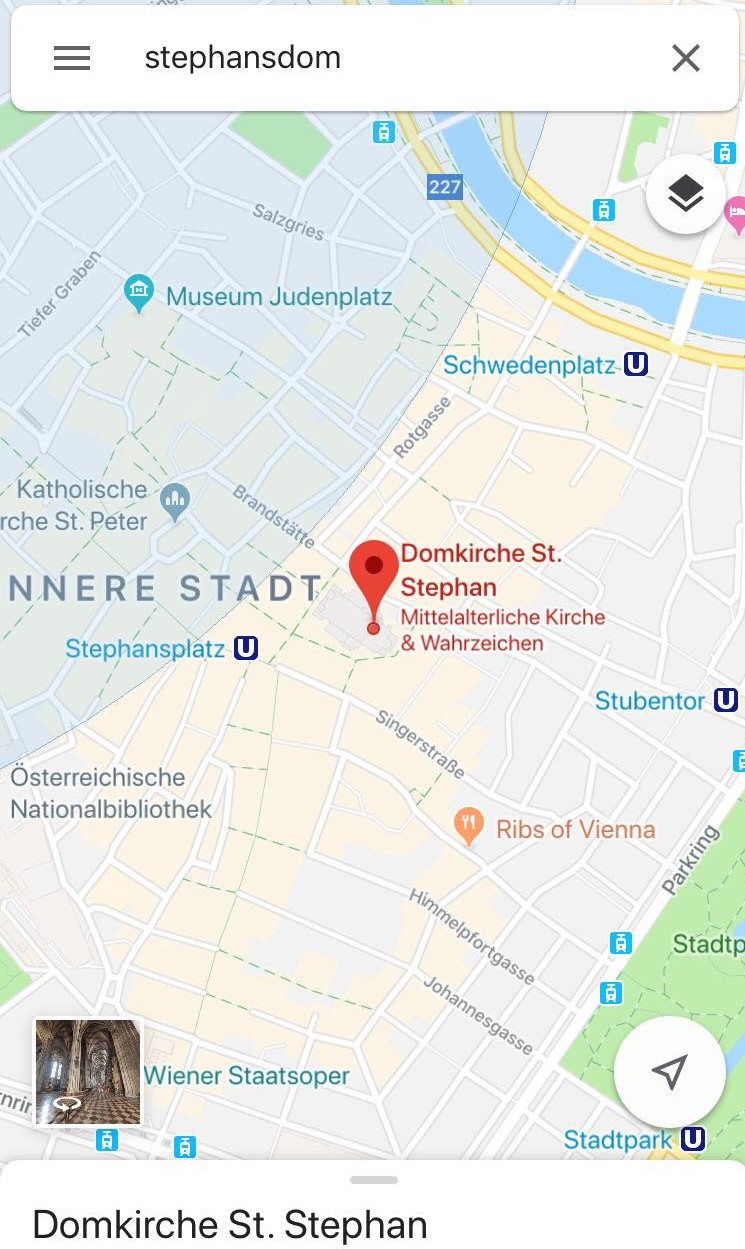 stephansdom
227
Salzgries
Tiefer Graben
Museum Judenplatz
Schwedenplatz U
Rotgasse
Katholische
rche St. Peter
Brandstätte
Domkirche St.
Stephan
NNERE STADT
Mittelalterliche Kirche
& Wahrzeichen
Stephansplatz U
Stubentor U
Singerstraße
Österreichische
Nationalbibliothek
Ribs of Vienna
Parkring
Himmelpfortgasse
Stadtp
Johannesgasse
Wiener Staatsoper
rnrin
Stadtpark U
Domkirche St. Stephan